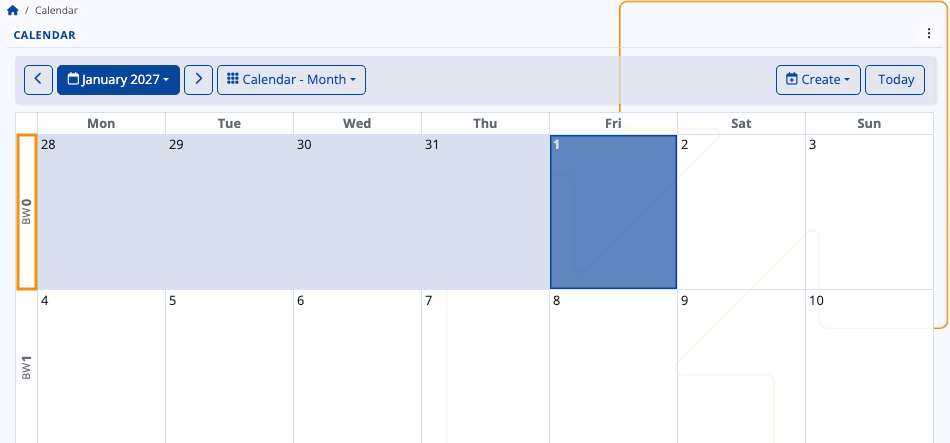 / Calendar
CALENDAR
January 2027 Calendar - Month Create Today
Mon Tue Wed Thu Fri Sat Sun
BW0 28 29 30 31 1 2 3
BW1 4 5 6 7 8 9 10